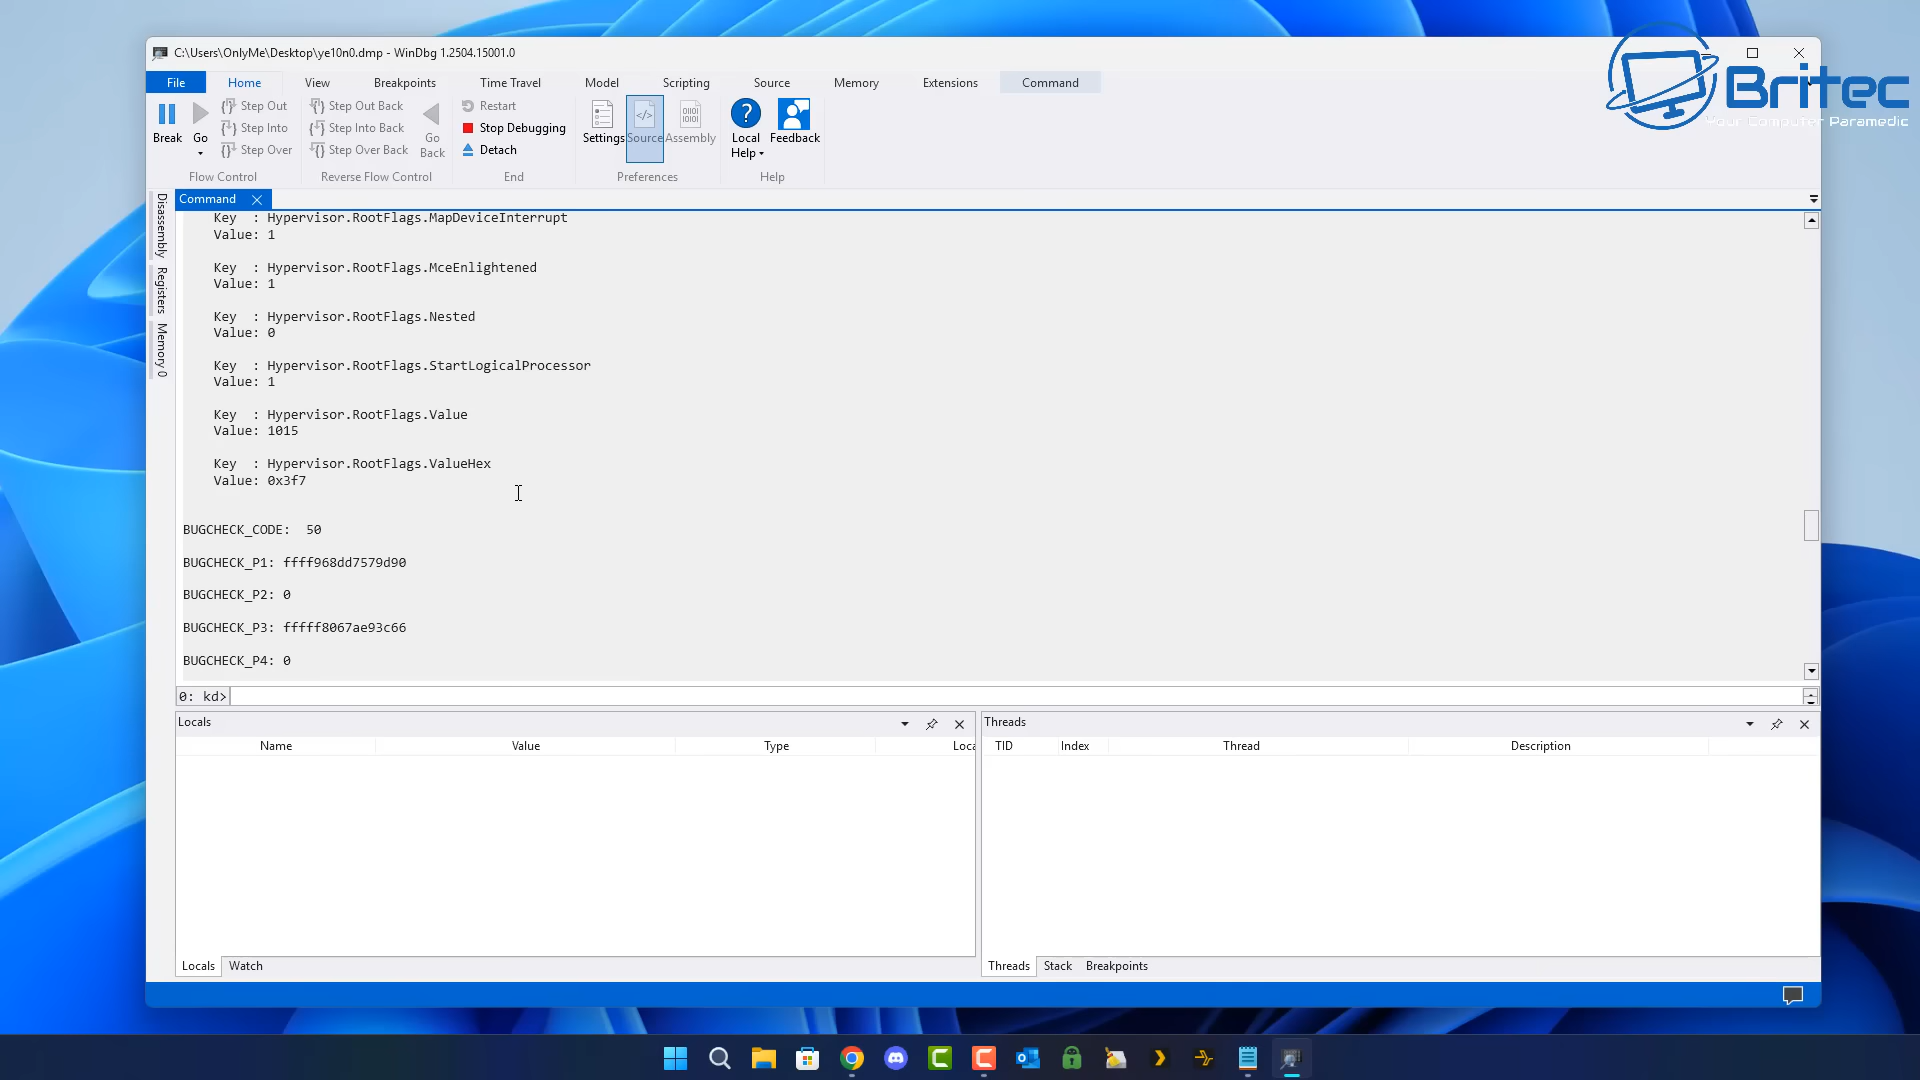 C:\Users\OnlyMe\Desktop\ye10n0.dmp - WinDbg 1.2504.15001.0
File Home View Breakpoints Time Travel Model Scripting Source Memory Extensions Command
Break
Go
Step Out
Step Into
Step Over
Flow Control
Step Out Back
Step Into Back
Step Over Back
Go Back
Reverse Flow Control
Restart
Stop Debugging
Detach
End
Settings Source Assembly
Preferences
Local Help
Feedback
Help
Britec
Your Computer Paramedic
Disassembly
Registers
Memory 0
Command
Key : Hypervisor.RootFlags.MapDeviceInterrupt
Value: 1
Key : Hypervisor.RootFlags.MceEnlightened
Value: 1
Key : Hypervisor.RootFlags.Nested
Value: 0
Key : Hypervisor.RootFlags.StartLogicalProcessor
Value: 1
Key : Hypervisor.RootFlags.Value
Value: 1015
Key : Hypervisor.RootFlags.ValueHex
Value: 0x3f7
BUGCHECK_CODE: 50
BUGCHECK_P1: ffff968dd7579d90
BUGCHECK_P2: 0
BUGCHECK_P3: fffff8067ae93c66
BUGCHECK_P4: 0
0: kd>
Locals
Name Value Type Loca
Locals Watch
Threads
TID Index Thread Description
Threads Stack Breakpoints